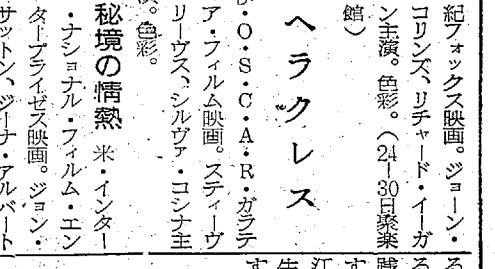 紀フォックス映画。ジョーン・
コリンズ、リチャード・イーガ
ン主演。色彩。（24―30日聚楽
館）
ヘラクレス
・O・S・C・A・R・ガラテ
ア・フィルム映画。スティーヴ
リーヴス、シルヴァ・コシナ主
演。色彩。
秘境の情熱 米・インター
・ナショナル・フィルム・エン
タープライゼス映画。ジョン・
サットン、ジーナ・アルバート